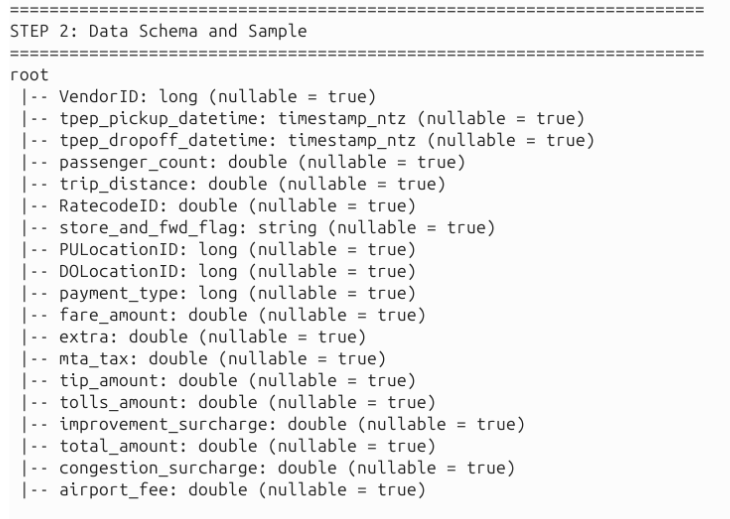 ======================================================================
STEP 2: Data Schema and Sample
======================================================================
root
 |-- VendorID: long (nullable = true)
 |-- tpep_pickup_datetime: timestamp_ntz (nullable = true)
 |-- tpep_dropoff_datetime: timestamp_ntz (nullable = true)
 |-- passenger_count: double (nullable = true)
 |-- trip_distance: double (nullable = true)
 |-- RatecodeID: double (nullable = true)
 |-- store_and_fwd_flag: string (nullable = true)
 |-- PULocationID: long (nullable = true)
 |-- DOLocationID: long (nullable = true)
 |-- payment_type: long (nullable = true)
 |-- fare_amount: double (nullable = true)
 |-- extra: double (nullable = true)
 |-- mta_tax: double (nullable = true)
 |-- tip_amount: double (nullable = true)
 |-- tolls_amount: double (nullable = true)
 |-- improvement_surcharge: double (nullable = true)
 |-- total_amount: double (nullable = true)
 |-- congestion_surcharge: double (nullable = true)
 |-- airport_fee: double (nullable = true)